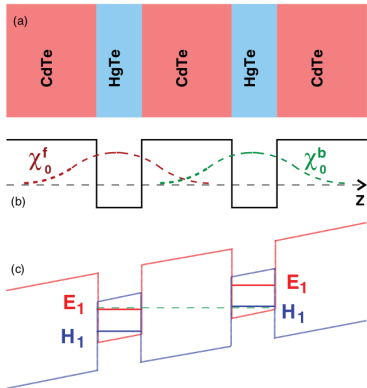 (a)
CdTe HgTe CdTe HgTe CdTe
χ₀ᶠ χ₀ᵇ
z
(b)
(c)
E₁ E₁
H₁ H₁